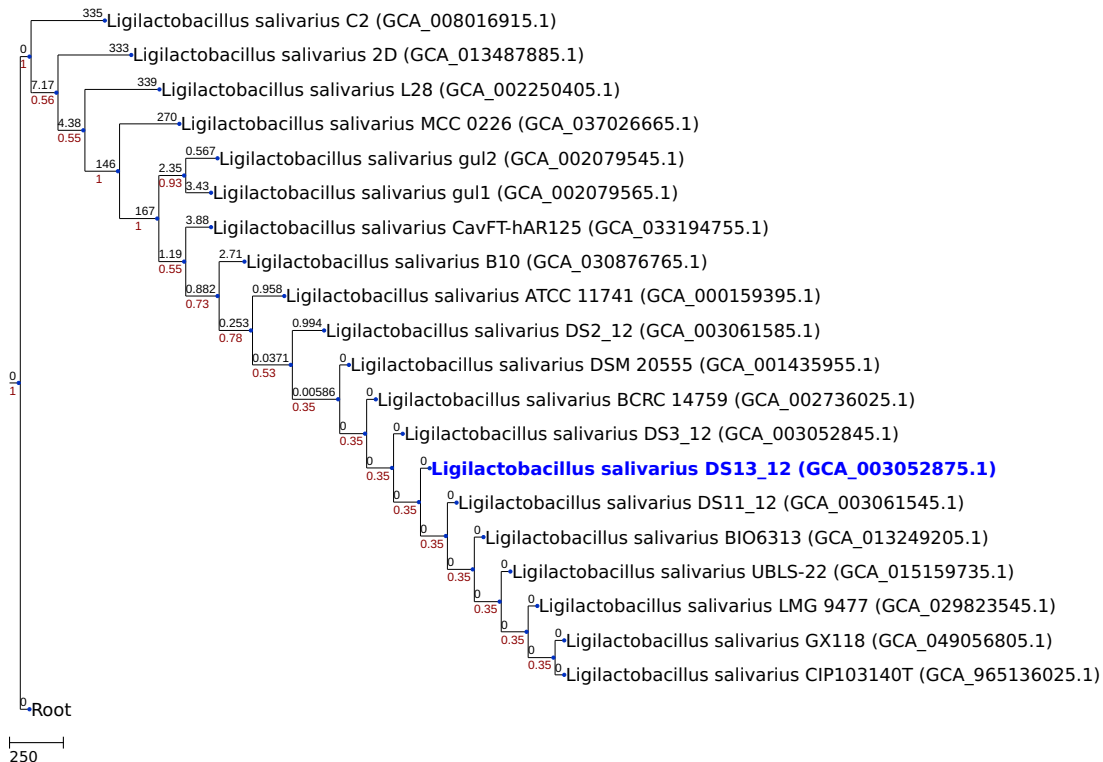 335 Ligilactobacillus salivarius C2 (GCA_008016915.1)
0
1
333 Ligilactobacillus salivarius 2D (GCA_013487885.1)
7.17
0.56
339 Ligilactobacillus salivarius L28 (GCA_002250405.1)
4.38
0.55
270 Ligilactobacillus salivarius MCC 0226 (GCA_037026665.1)
146
1
0.567 Ligilactobacillus salivarius gul2 (GCA_002079545.1)
2.35
0.93
3.43 Ligilactobacillus salivarius gul1 (GCA_002079565.1)
167
1
3.88 Ligilactobacillus salivarius CavFT-hAR125 (GCA_033194755.1)
1.19
0.55
2.71 Ligilactobacillus salivarius B10 (GCA_030876765.1)
0.882
0.73
0.958 Ligilactobacillus salivarius ATCC 11741 (GCA_000159395.1)
0.253
0.78
0.994 Ligilactobacillus salivarius DS2_12 (GCA_003061585.1)
0.0371
0.53
0 Ligilactobacillus salivarius DSM 20555 (GCA_001435955.1)
0
1
0.00586
0.35
0 Ligilactobacillus salivarius BCRC 14759 (GCA_002736025.1)
0
0.35
0 Ligilactobacillus salivarius DS3_12 (GCA_003052845.1)
0
0.35
0 Ligilactobacillus salivarius DS13_12 (GCA_003052875.1)
0
0.35
0 Ligilactobacillus salivarius DS11_12 (GCA_003061545.1)
0
0.35
0 Ligilactobacillus salivarius BIO6313 (GCA_013249205.1)
0
0.35
0 Ligilactobacillus salivarius UBLS-22 (GCA_015159735.1)
0
0.35
0 Ligilactobacillus salivarius LMG 9477 (GCA_029823545.1)
0
0.35
0 Ligilactobacillus salivarius GX118 (GCA_049056805.1)
0
0.35
0 Ligilactobacillus salivarius CIP103140T (GCA_965136025.1)
0 Root
250